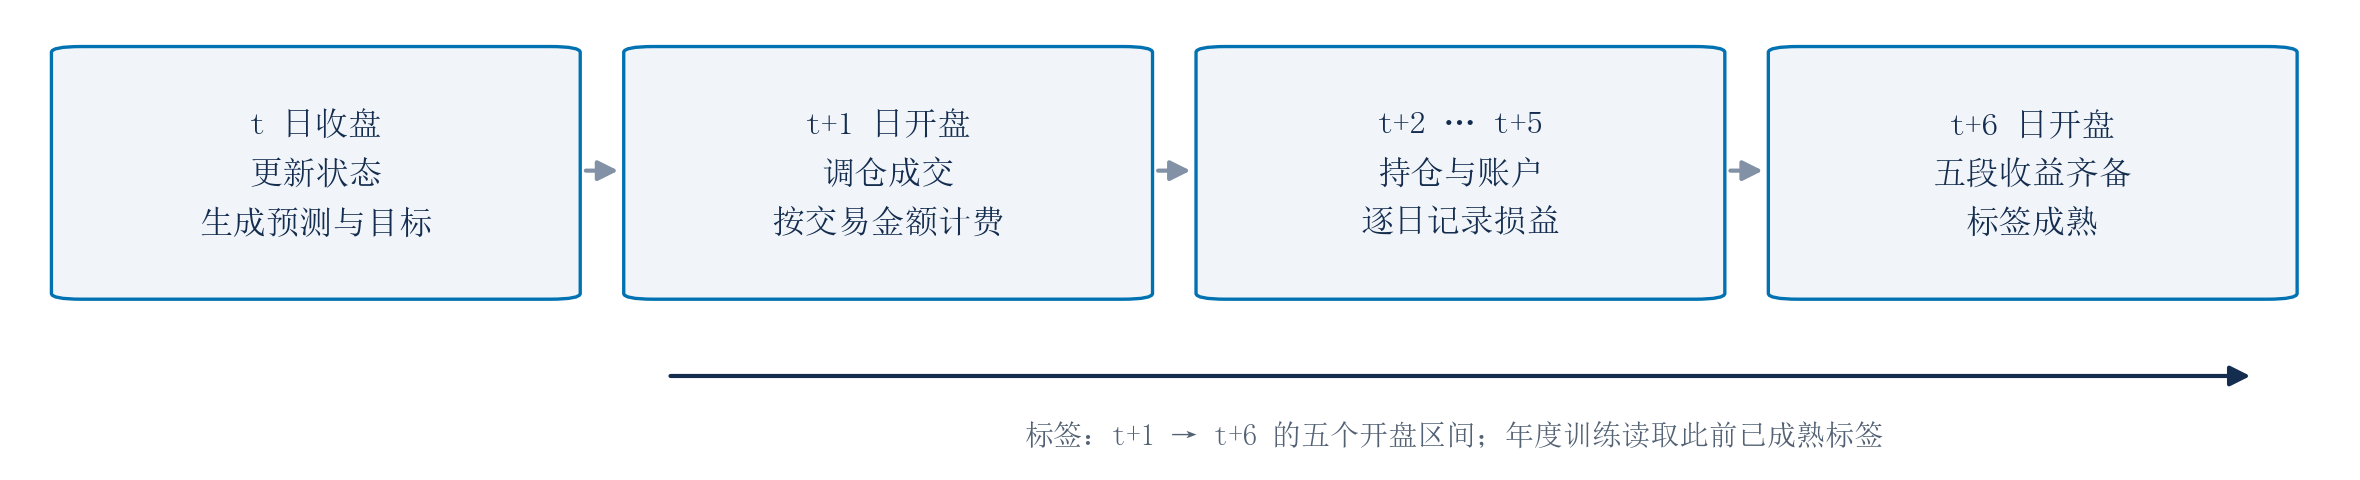 t 日收盘
更新状态
生成预测与目标
t+1 日开盘
调仓成交
按交易金额计费
t+2 ⋯ t+5
持仓与账户
逐日记录损益
t+6 日开盘
五段收益齐备
标签成熟
标签：t+1 → t+6 的五个开盘区间；年度训练读取此前已成熟标签